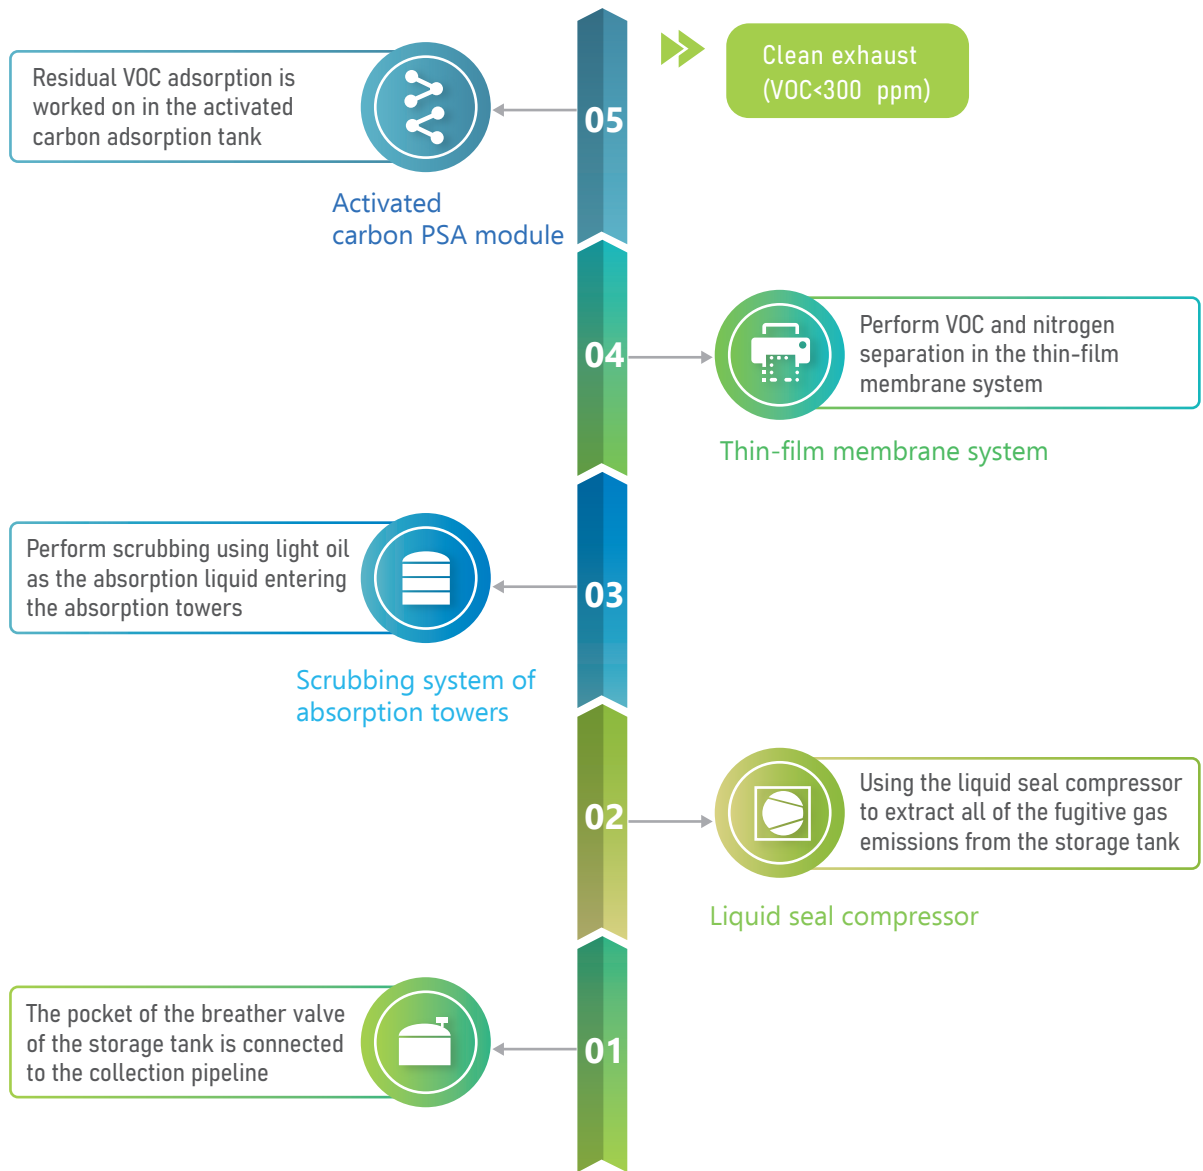 Clean exhaust
(VOC<300 ppm)
Residual VOC adsorption is
worked on in the activated
carbon adsorption tank
05
Activated
carbon PSA module
04
Perform VOC and nitrogen
separation in the thin-film
membrane system
Thin-film membrane system
Perform scrubbing using light oil
as the absorption liquid entering
the absorption towers
03
Scrubbing system of
absorption towers
02
Using the liquid seal compressor
to extract all of the fugitive gas
emissions from the storage tank
Liquid seal compressor
The pocket of the breather valve
of the storage tank is connected
to the collection pipeline
01